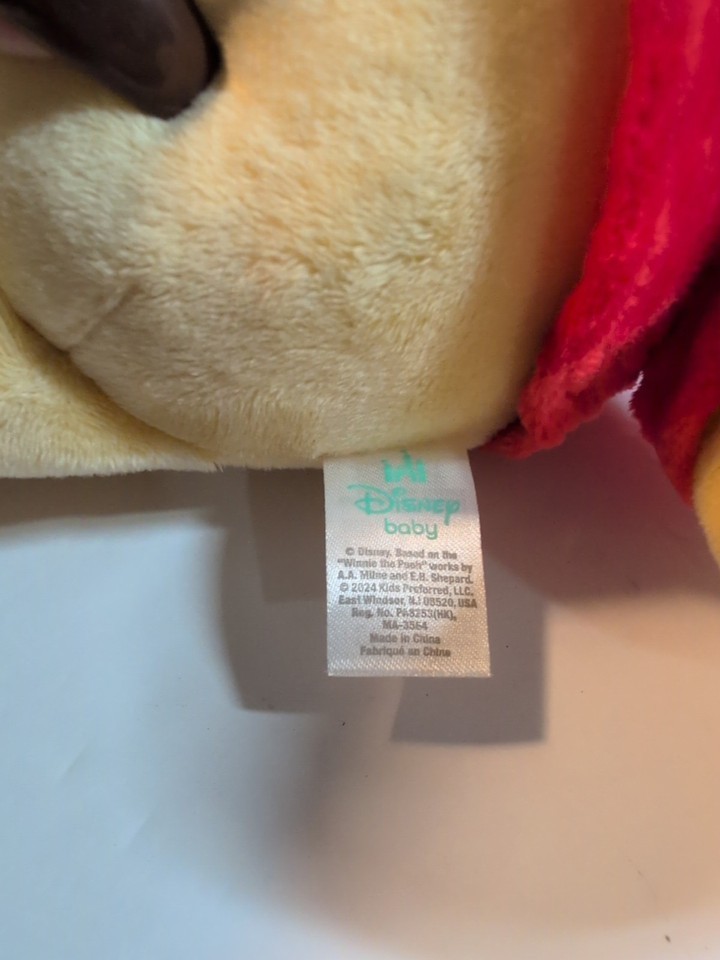 Disney
baby
© Disney. Based on the
"Winnie the Pooh" works by
A.A. Milne and E.H. Shepard.
© 2024 Kids Preferred, LLC.
East Windsor, NJ 08520, USA
Reg. No. PA8253(HK),
MA-3564
Made in China
Fabriqué en Chine